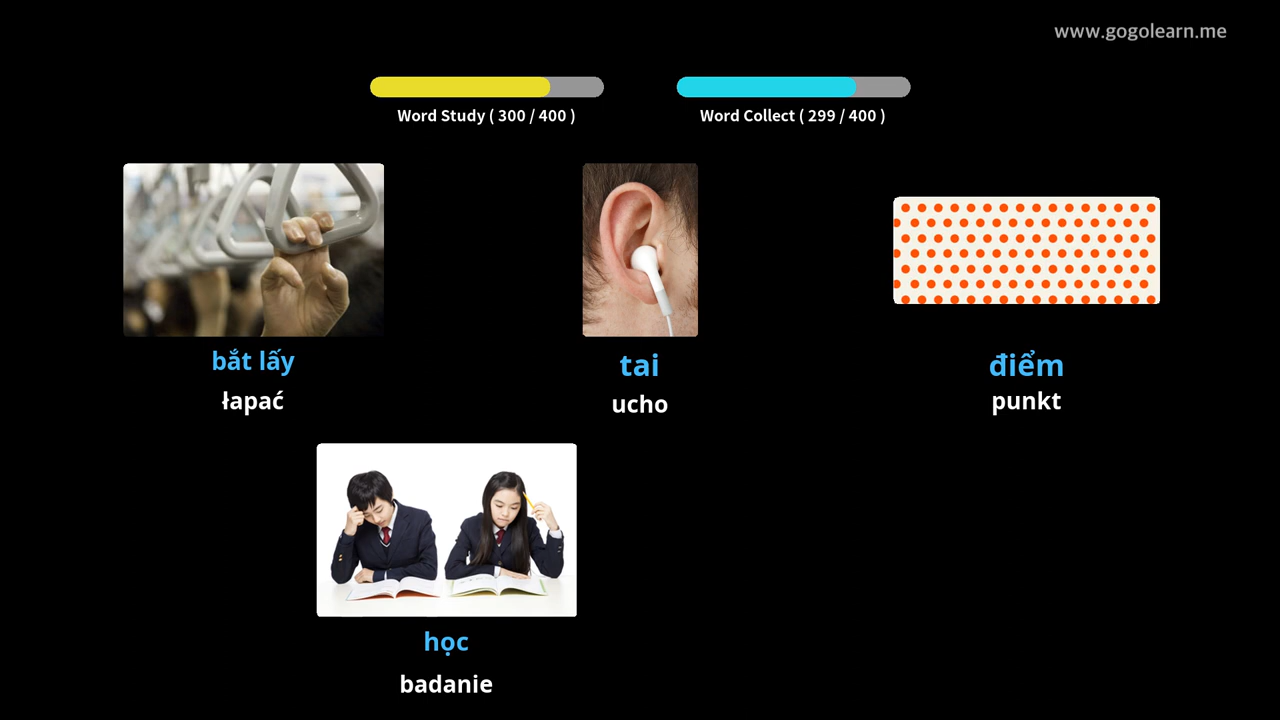 www.gogolearn.me
Word Study ( 300 / 400 )
Word Collect ( 299 / 400 )
bắt lấy
łapać
tai
ucho
điểm
punkt
học
badanie